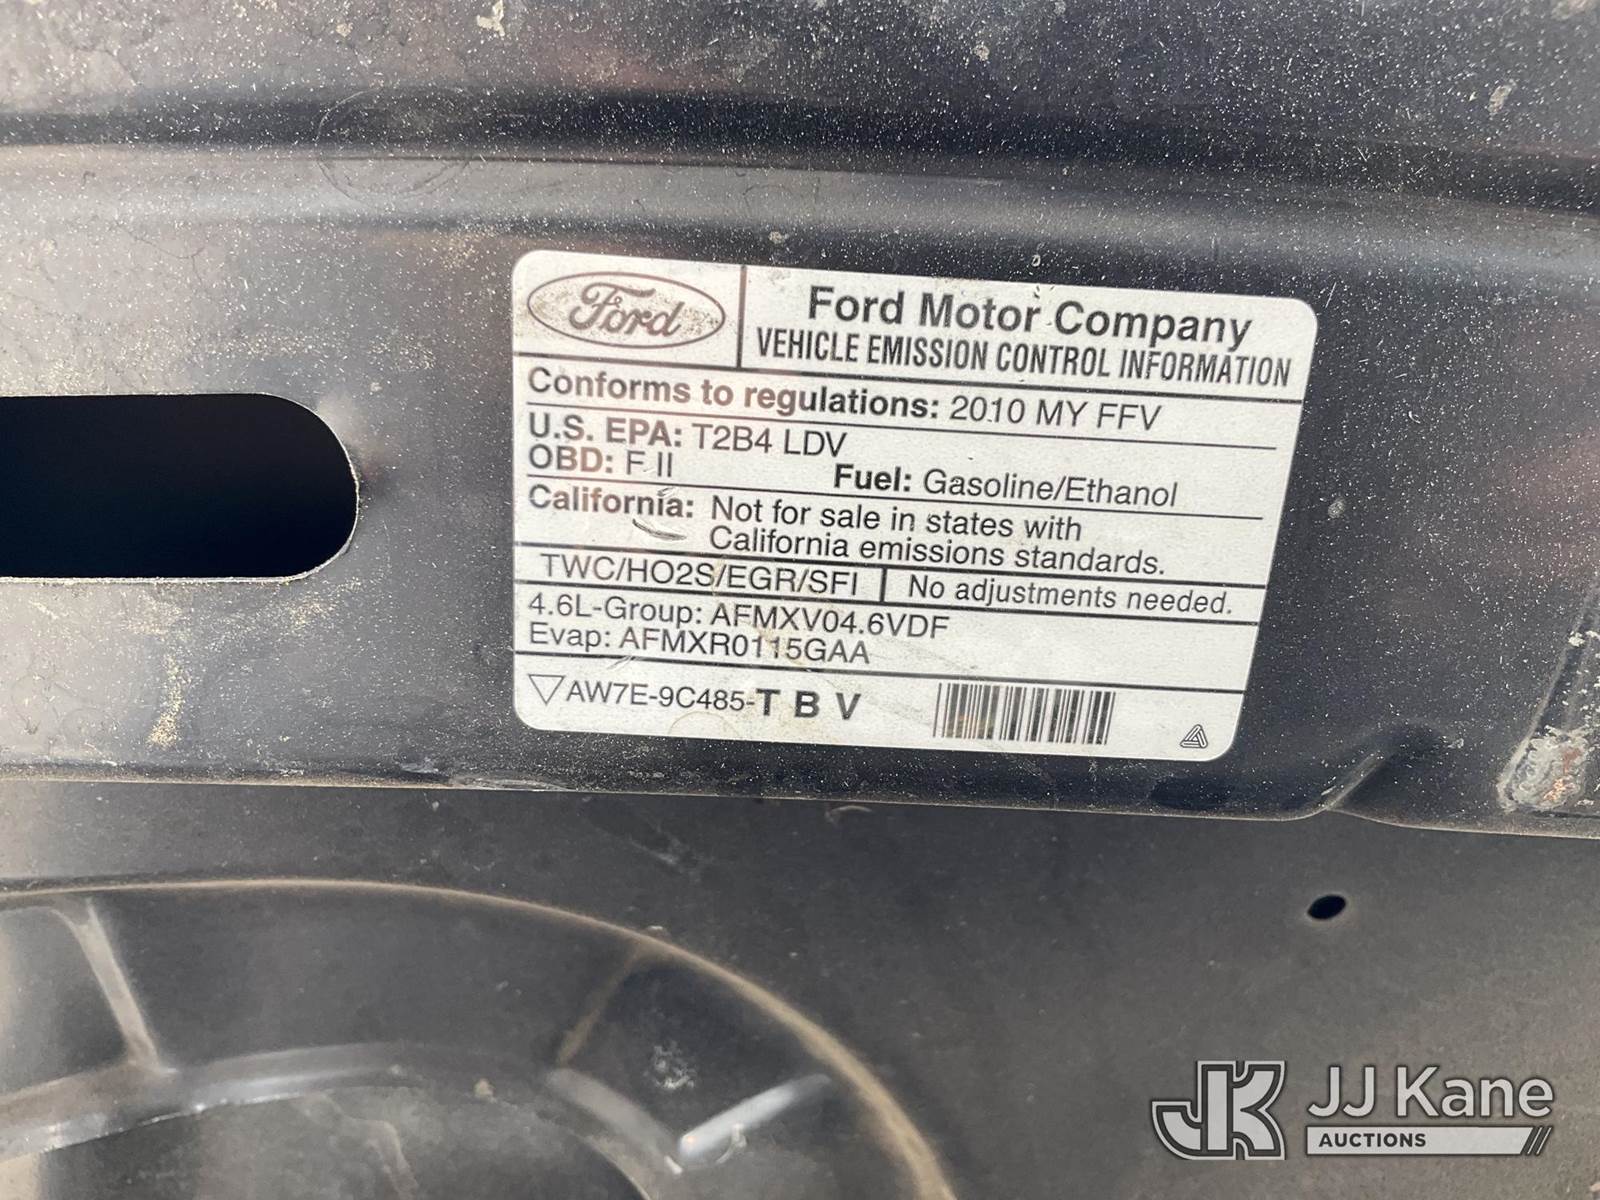 Ford
Ford Motor Company
VEHICLE EMISSION CONTROL INFORMATION
Conforms to regulations: 2010 MY FFV
U.S. EPA: T2B4 LDV
OBD: F II
Fuel: Gasoline/Ethanol
California: Not for sale in states with
California emissions standards.
TWC/HO2S/EGR/SFI
No adjustments needed.
4.6L-Group: AFMXV04.6VDF
Evap: AFMXR0115GAA
AW7E-9C485-T B V
JK
JJ Kane
AUCTIONS